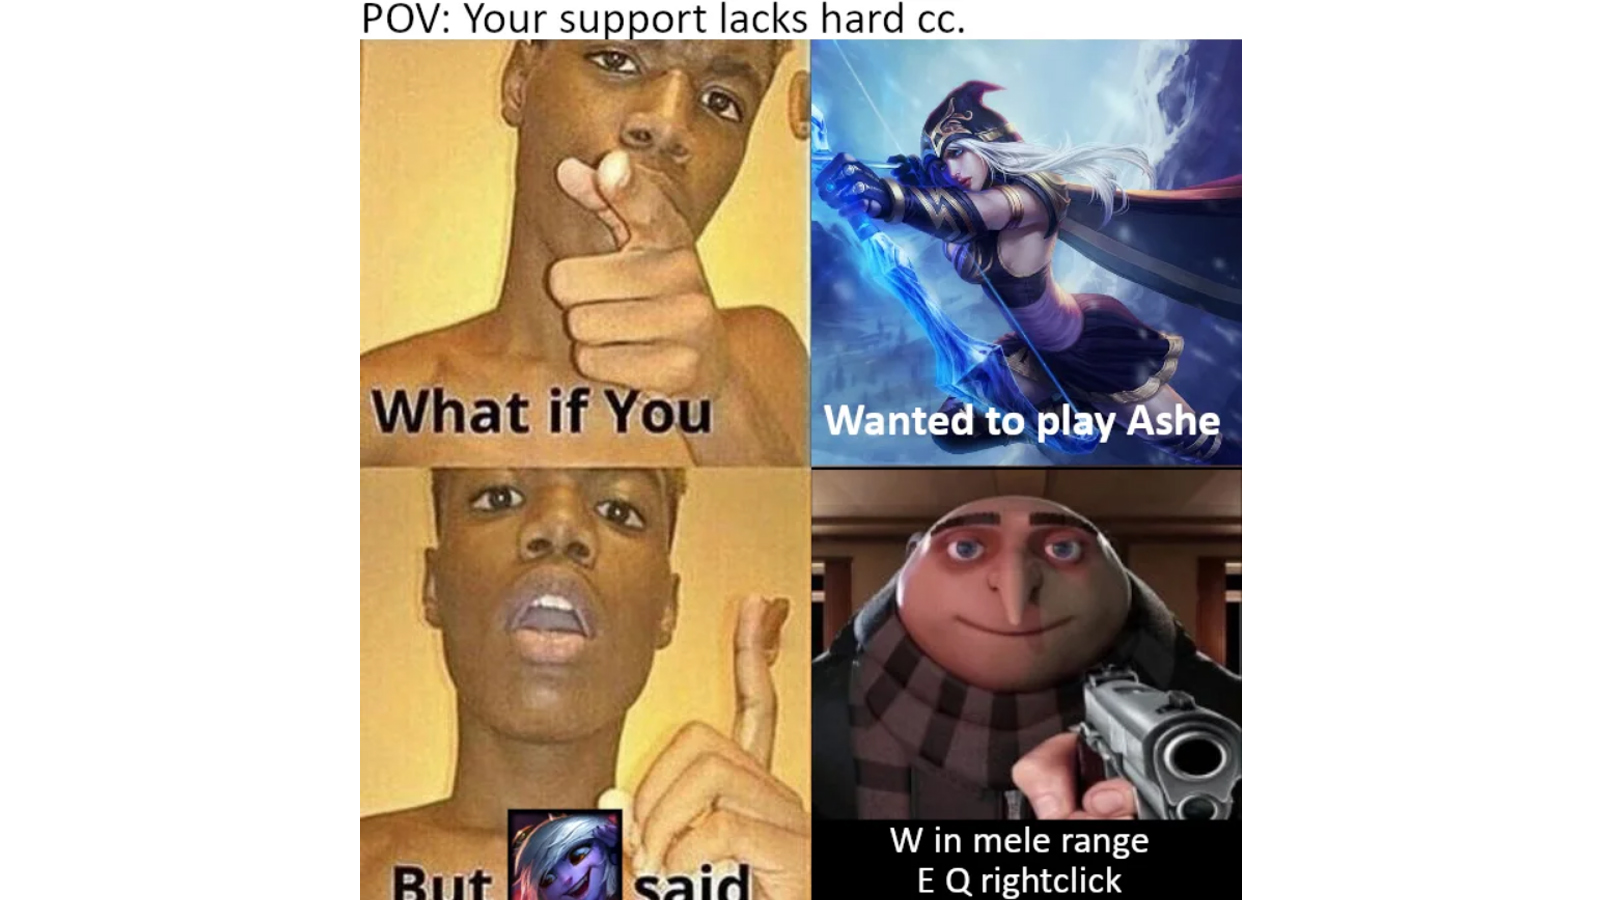 POV: Your support lacks hard cc.
What if You
Wanted to play Ashe
But said
W in mele range
E Q rightclick